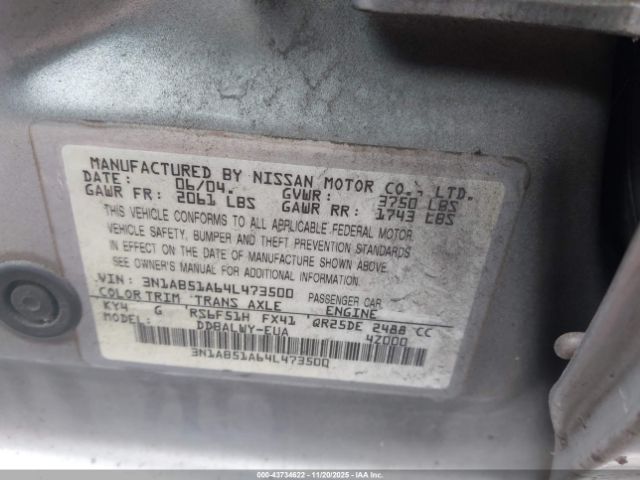 MANUFACTURED BY NISSAN MOTOR CO., LTD.
DATE: 06/04. GVWR: 3750 LBS
GAWR FR: 2061 LBS GAWR RR: 1743 LBS
THIS VEHICLE CONFORMS TO ALL APPLICABLE FEDERAL MOTOR
VEHICLE SAFETY, BUMPER AND THEFT PREVENTION STANDARDS
IN EFFECT ON THE DATE OF MANUFACTURE SHOWN ABOVE.
SEE OWNER'S MANUAL FOR ADDITIONAL INFORMATION.
VIN: 3N1AB51A64L473500 PASSENGER CAR
COLOR TRIM TRANS AXLE ENGINE
KY4 G RS6F51H FX41 QR25DE 2488 CC
MODEL: DDBALWY-EUA 4Z000
3N1AB51A64L473500
000-43734622 — 11/20/2025 — IAAI.COM